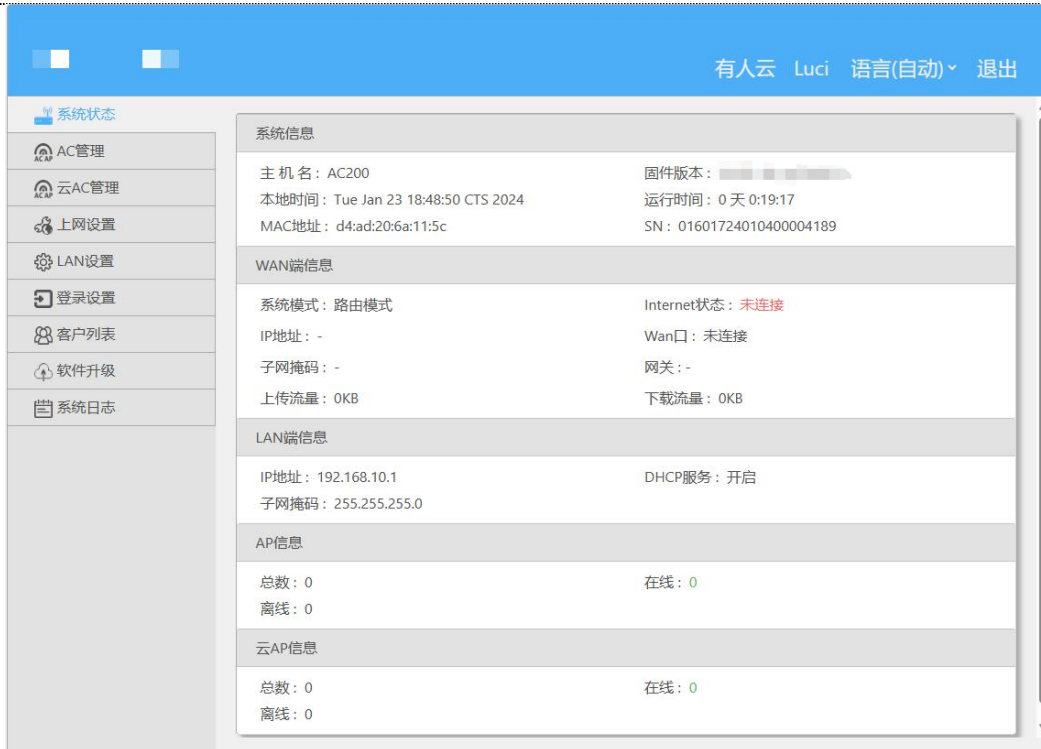 有人云 Luci 语言(自动) 退出
系统状态
AC管理
云AC管理
上网设置
LAN设置
登录设置
客户列表
软件升级
系统日志
系统信息
主 机 名： AC200 固件版本：
本地时间： Tue Jan 23 18:48:50 CTS 2024 运行时间： 0 天 0:19:17
MAC地址： d4:ad:20:6a:11:5c SN： 01601724010400004189
WAN端信息
系统模式： 路由模式 Internet状态： 未连接
IP地址： - Wan口： 未连接
子网掩码： - 网关：-
上传流量： 0KB 下载流量： 0KB
LAN端信息
IP地址： 192.168.10.1 DHCP服务： 开启
子网掩码： 255.255.255.0
AP信息
总数： 0 在线： 0
离线： 0
云AP信息
总数： 0 在线： 0
离线： 0